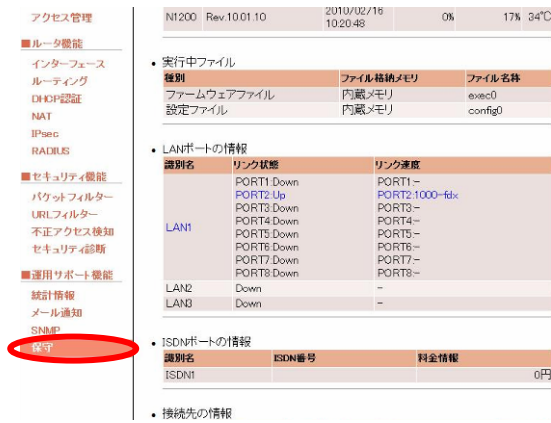 アクセス管理
■ルータ機能
インターフェース
ルーティング
DHCP認証
NAT
IPsec
RADIUS
■セキュリティ機能
パケットフィルター
URLフィルター
不正アクセス検知
セキュリティ診断
■運用サポート機能
統計情報
メール通知
SNMP
保守
N1200 Rev.10.01.10 2010/02/16 10:20:48 0% 17% 34℃
• 実行中ファイル
種別 ファイル格納メモリ ファイル名称
ファームウェアファイル 内蔵メモリ exec0
設定ファイル 内蔵メモリ config0
• LANポートの情報
識別名 リンク状態 リンク速度
LAN1 PORT1:Down PORT1:-
PORT2:Up PORT2:1000-fdx
PORT3:Down PORT3:-
PORT4:Down PORT4:-
PORT5:Down PORT5:-
PORT6:Down PORT6:-
PORT7:Down PORT7:-
PORT8:Down PORT8:-
LAN2 Down -
LAN3 Down -
• ISDNポートの情報
識別名 ISDN番号 料金情報
ISDN1 0円
• 接続先の情報